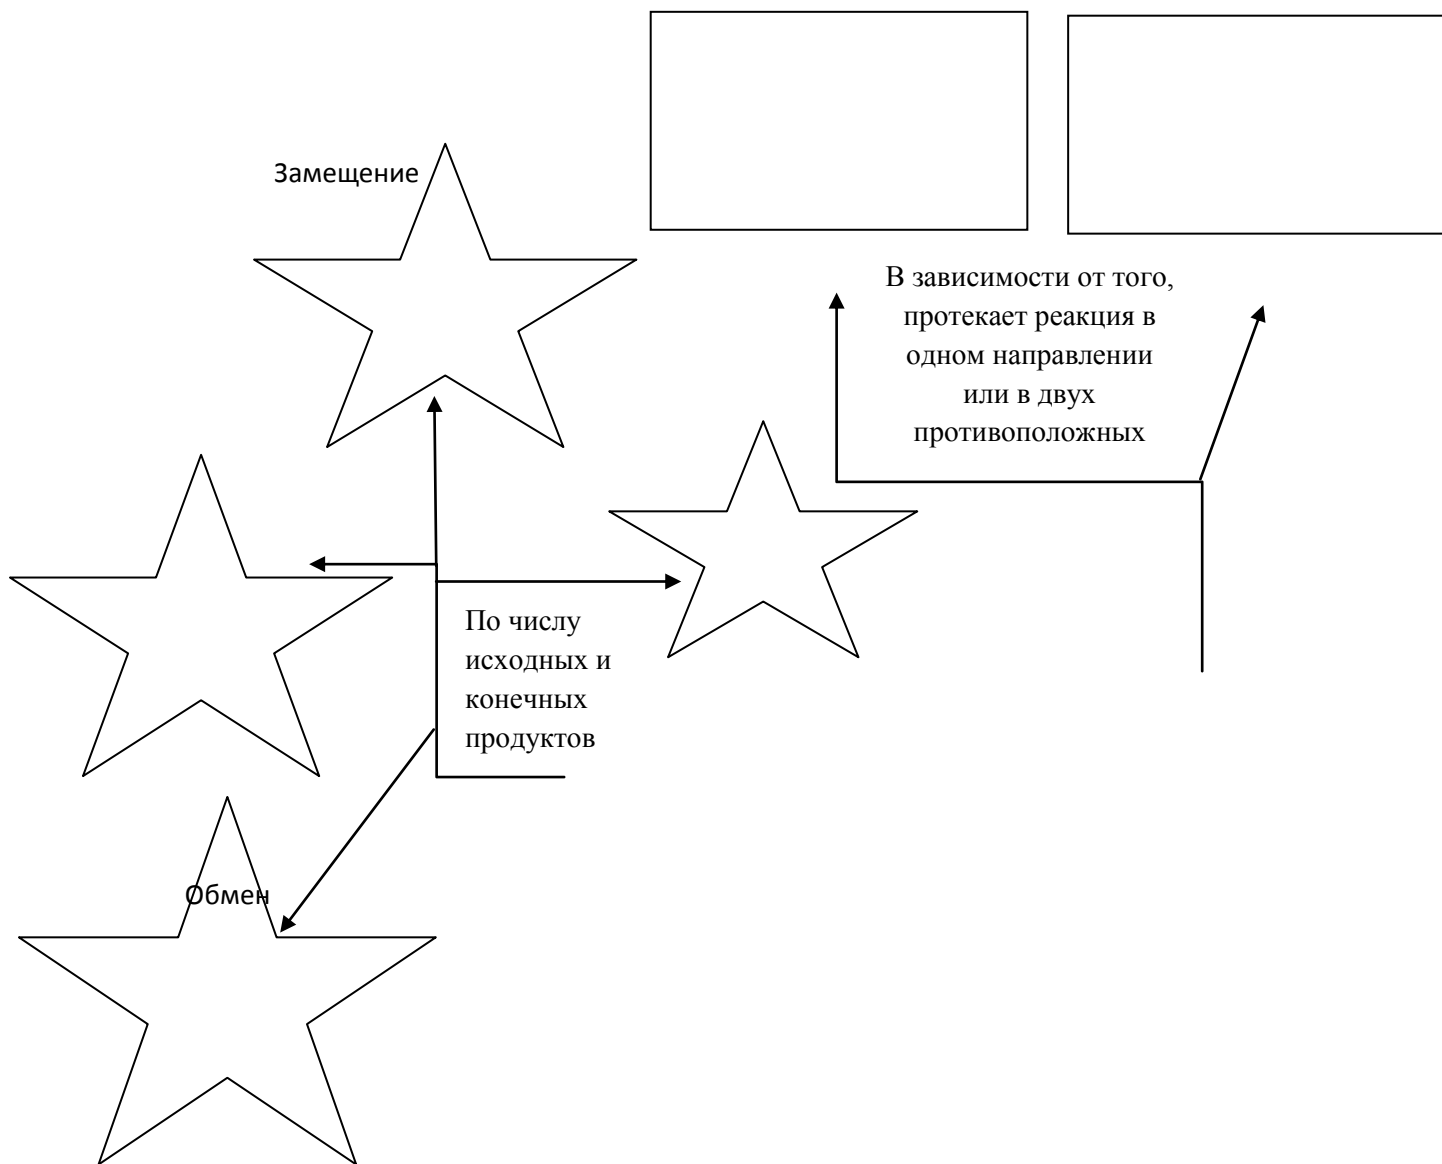 Замещение
В зависимости от того,
протекает реакция в
одном направлении
или в двух
противоположных
По числу
исходных и
конечных
продуктов
Обмен